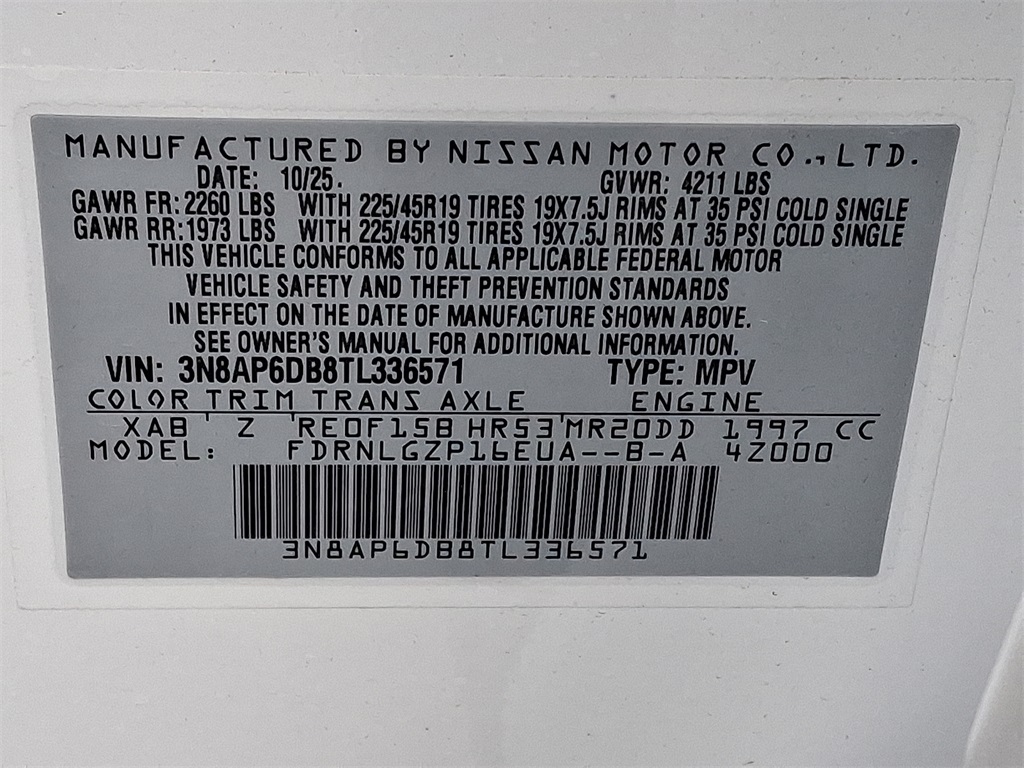 MANUFACTURED BY NISSAN MOTOR CO., LTD.
DATE: 10/25. GVWR: 4211 LBS
GAWR FR: 2260 LBS WITH 225/45R19 TIRES 19X7.5J RIMS AT 35 PSI COLD SINGLE
GAWR RR: 1973 LBS WITH 225/45R19 TIRES 19X7.5J RIMS AT 35 PSI COLD SINGLE
THIS VEHICLE CONFORMS TO ALL APPLICABLE FEDERAL MOTOR
VEHICLE SAFETY AND THEFT PREVENTION STANDARDS
IN EFFECT ON THE DATE OF MANUFACTURE SHOWN ABOVE.
SEE OWNER'S MANUAL FOR ADDITIONAL INFORMATION.
VIN: 3N8AP6DB8TL336571 TYPE: MPV
COLOR TRIM TRANS AXLE ENGINE
XAB Z RE0F15B HR53 MR20DD 1997 CC
MODEL: FDRNLGZP16EUA--B-A 4Z000
3N8AP6DB8TL336571